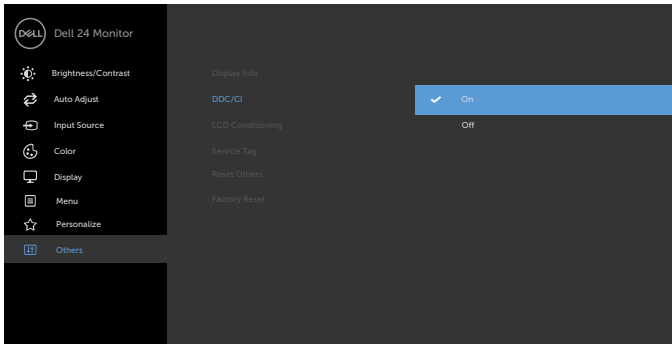 DELL Dell 24 Monitor
Brightness/Contrast Display Info
Auto Adjust DDC/CI On
Input Source LCD Conditioning Off
Color Service Tag
Display Reset Others
Menu Factory Reset
Personalize
Others